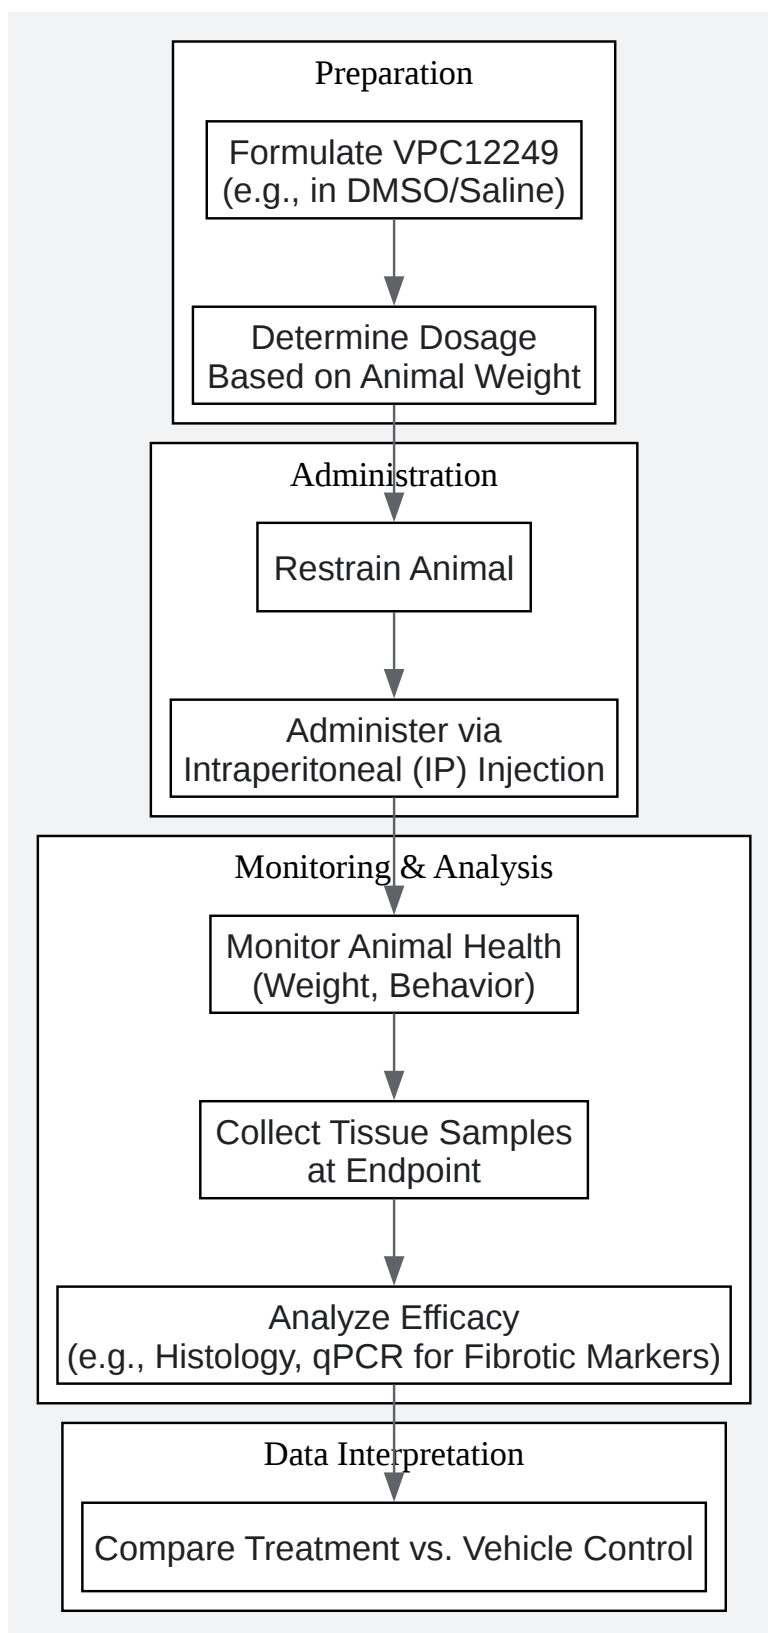 Preparation
Formulate VPC12249
(e.g., in DMSO/Saline)
Determine Dosage
Based on Animal Weight
Administration
Restrain Animal
Administer via
Intraperitoneal (IP) Injection
Monitoring & Analysis
Monitor Animal Health
(Weight, Behavior)
Collect Tissue Samples
at Endpoint
Analyze Efficacy
(e.g., Histology, qPCR for Fibrotic Markers)
Data Interpretation
Compare Treatment vs. Vehicle Control